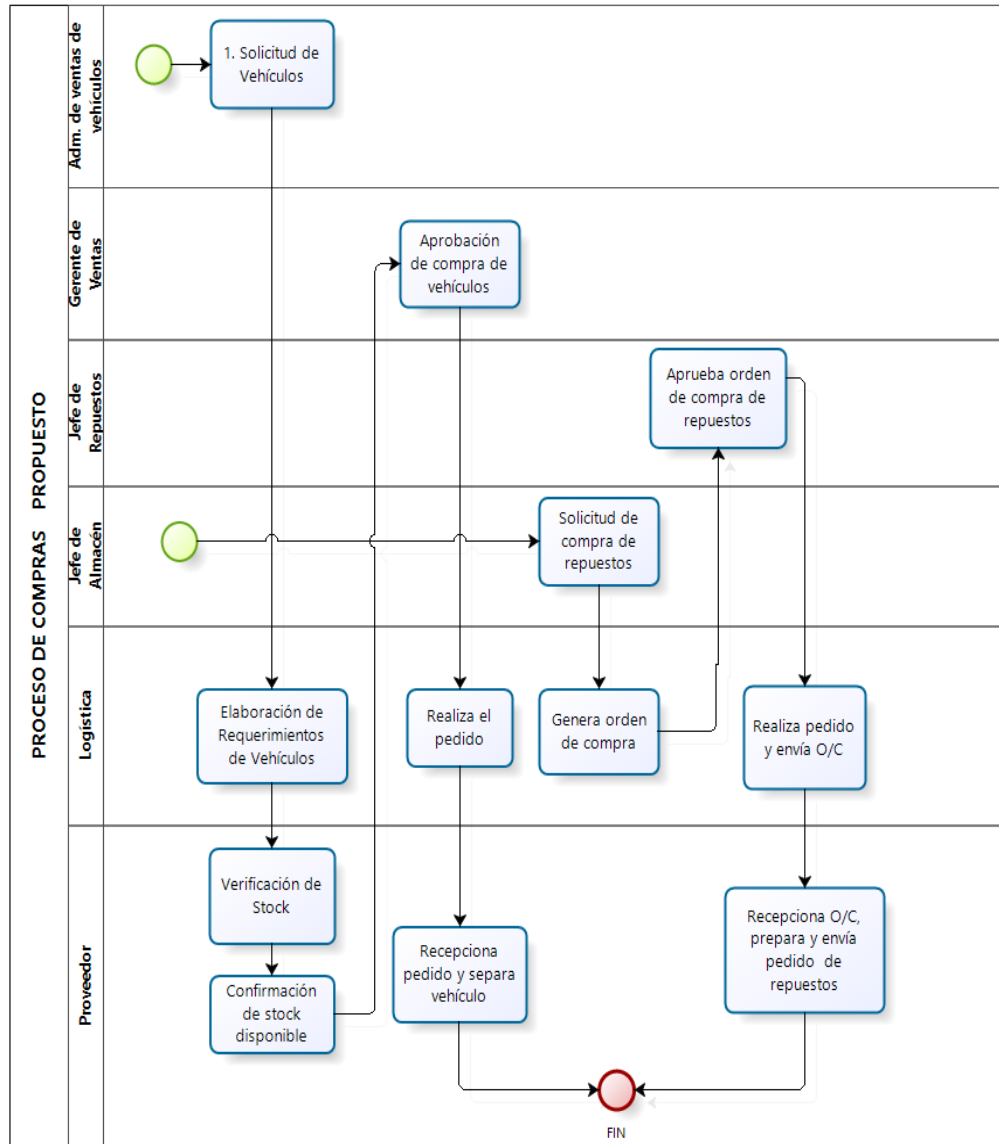 PROCESO DE COMPRAS PROPUESTO
Adm. de ventas de
vehículos
1. Solicitud de
Vehículos
Gerente de
Ventas
Aprobación
de compra de
vehículos
Jefe de
Repuestos
Aprueba orden
de compra de
repuestos
Jefe de
Almacén
Solicitud de
compra de
repuestos
Logística
Elaboración de
Requerimientos
de Vehículos
Realiza el
pedido
Genera orden
de compra
Realiza pedido
y envía O/C
Proveedor
Verificación de
Stock
Confirmación
de stock
disponible
Recepciona
pedido y separa
vehículo
Recepciona O/C,
prepara y envía
pedido de
repuestos
FIN